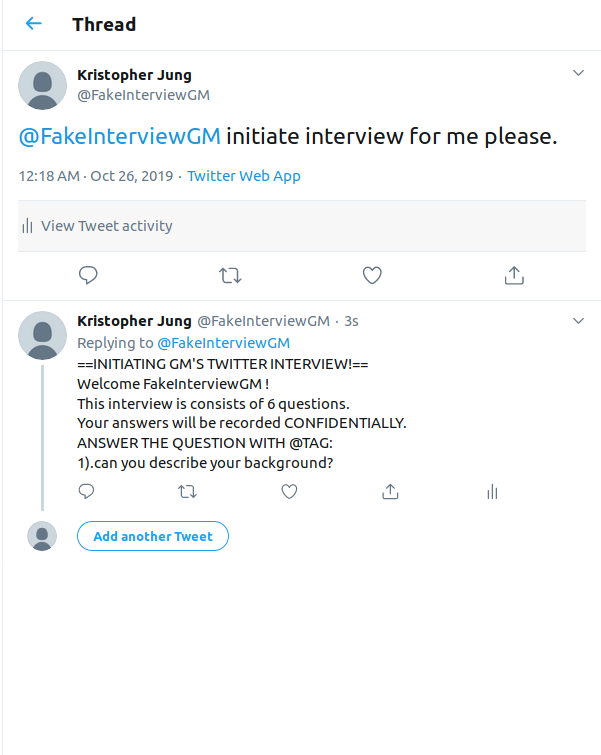 Thread
Kristopher Jung
@FakeInterviewGM
@FakeInterviewGM initiate interview for me please.
12:18 AM · Oct 26, 2019 · Twitter Web App
View Tweet activity
Kristopher Jung @FakeInterviewGM · 3s
Replying to @FakeInterviewGM
==INITIATING GM'S TWITTER INTERVIEW!==
Welcome FakeInterviewGM !
This interview is consists of 6 questions.
Your answers will be recorded CONFIDENTIALLY.
ANSWER THE QUESTION WITH @TAG:
1).can you describe your background?
Add another Tweet